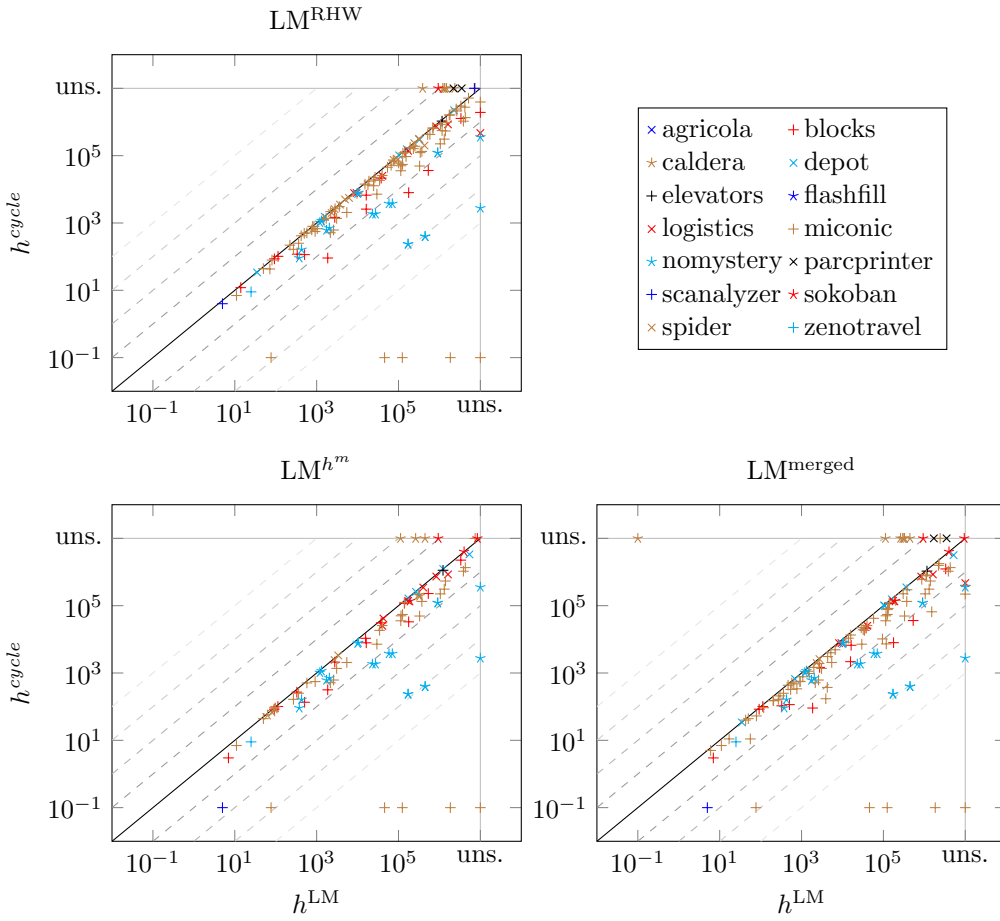 LM^RHW
uns.
10^5
10^3
10^1
10^−1
h^cycle
10^−1 10^1 10^3 10^5 uns.
agricola blocks
caldera depot
elevators flashfill
logistics miconic
nomystery parcprinter
scanalyzer sokoban
spider zenotravel
LM^h^m
uns.
10^5
10^3
10^1
10^−1
h^cycle
10^−1 10^1 10^3 10^5 uns.
h^LM
LM^merged
uns.
10^5
10^3
10^1
10^−1
10^−1 10^1 10^3 10^5 uns.
h^LM